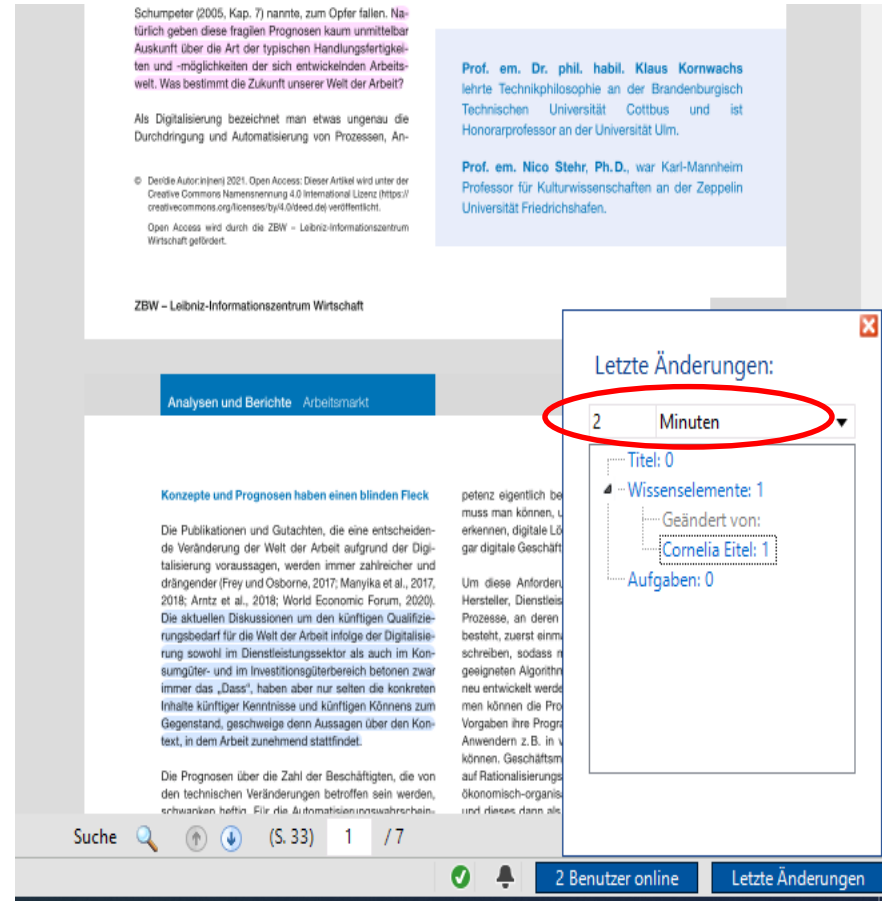 Schumpeter (2005, Kap. 7) nannte, zum Opfer fallen. Na-
türlich geben diese fragilen Prognosen kaum unmittelbar
Auskunft über die Art der typischen Handlungsfertigkei-
ten und -möglichkeiten der sich entwickelnden Arbeits-
welt. Was bestimmt die Zukunft unserer Welt der Arbeit?
Als Digitalisierung bezeichnet man etwas ungenau die
Durchdringung und Automatisierung von Prozessen, An-
© Der/die Autor:in(nen) 2021. Open Access: Dieser Artikel wird unter der
Creative Commons Namensnennung 4.0 International Lizenz (https://
creativecommons.org/licenses/by/4.0/deed.de) veröffentlicht.
Open Access wird durch die ZBW – Leibniz-Informationszentrum
Wirtschaft gefördert.
ZBW – Leibniz-Informationszentrum Wirtschaft
Prof. em. Dr. phil. habil. Klaus Kornwachs
lehrte Technikphilosophie an der Brandenburgisch
Technischen Universität Cottbus und ist
Honorarprofessor an der Universität Ulm.
Prof. em. Nico Stehr, Ph.D., war Karl-Mannheim
Professor für Kulturwissenschaften an der Zeppelin
Universität Friedrichshafen.
Analysen und Berichte Arbeitsmarkt
Konzepte und Prognosen haben einen blinden Fleck
Die Publikationen und Gutachten, die eine entscheiden-
de Veränderung der Welt der Arbeit aufgrund der Digi-
talisierung voraussagen, werden immer zahlreicher und
drängender (Frey und Osborne, 2017; Manyika et al., 2017,
2018; Arntz et al., 2018; World Economic Forum, 2020).
Die aktuellen Diskussionen um den künftigen Qualifizie-
rungsbedarf für die Welt der Arbeit infolge der Digitalisie-
rung sowohl im Dienstleistungssektor als auch im Kon-
sumgüter- und im Investitionsgüterbereich betonen zwar
immer das „Dass“, haben aber nur selten die konkreten
Inhalte künftiger Kenntnisse und künftigen Könnens zum
Gegenstand, geschweige denn Aussagen über den Kon-
text, in dem Arbeit zunehmend stattfindet.
Die Prognosen über die Zahl der Beschäftigten, die von
den technischen Veränderungen betroffen sein werden,
schwanken heftig. Für die Automatisierungswahrschein-
petenz eigentlich be
muss man können, u
erkennen, digitale Lö
gar digitale Geschäft
Um diese Anforderu
Hersteller, Dienstleis
Prozesse, an deren
besteht, zuerst einma
schreiben, sodass m
geeigneten Algorithm
neu entwickelt werde
men können die Pro
Vorgaben ihre Progra
Anwendern z.B. in v
können. Geschäftsm
auf Rationalisierungs
ökonomisch-organisa
und dieses dann als
Letzte Änderungen:
2 Minuten
Titel: 0
Wissenselemente: 1
Geändert von:
Cornelia Eitel: 1
Aufgaben: 0
Suche (S. 33) 1 / 7
2 Benutzer online Letzte Änderungen